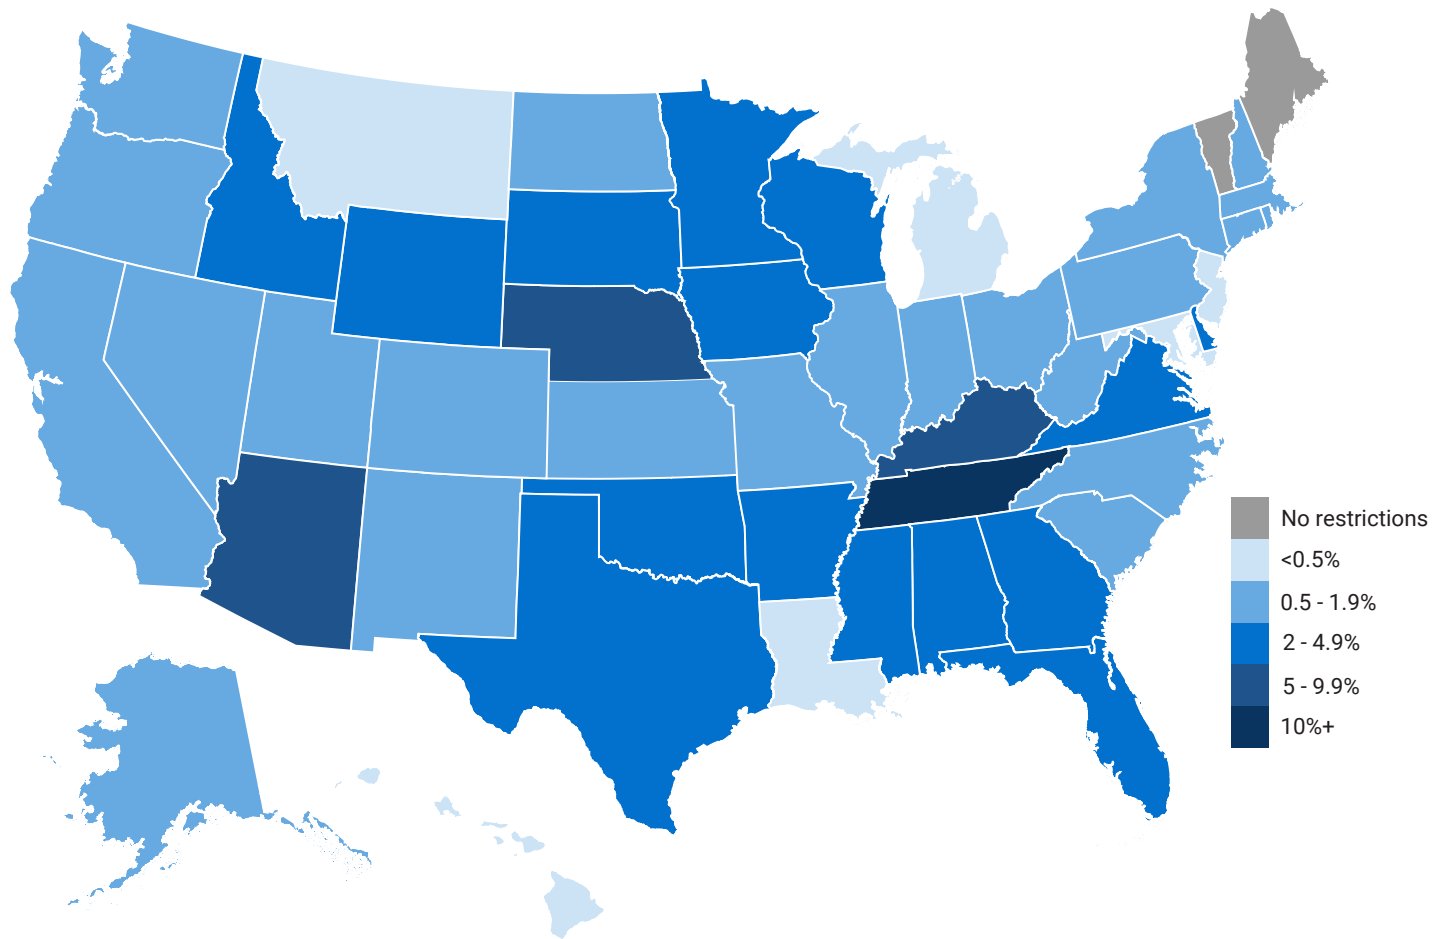 No restrictions
<0.5%
0.5 - 1.9%
2 - 4.9%
5 - 9.9%
10%+